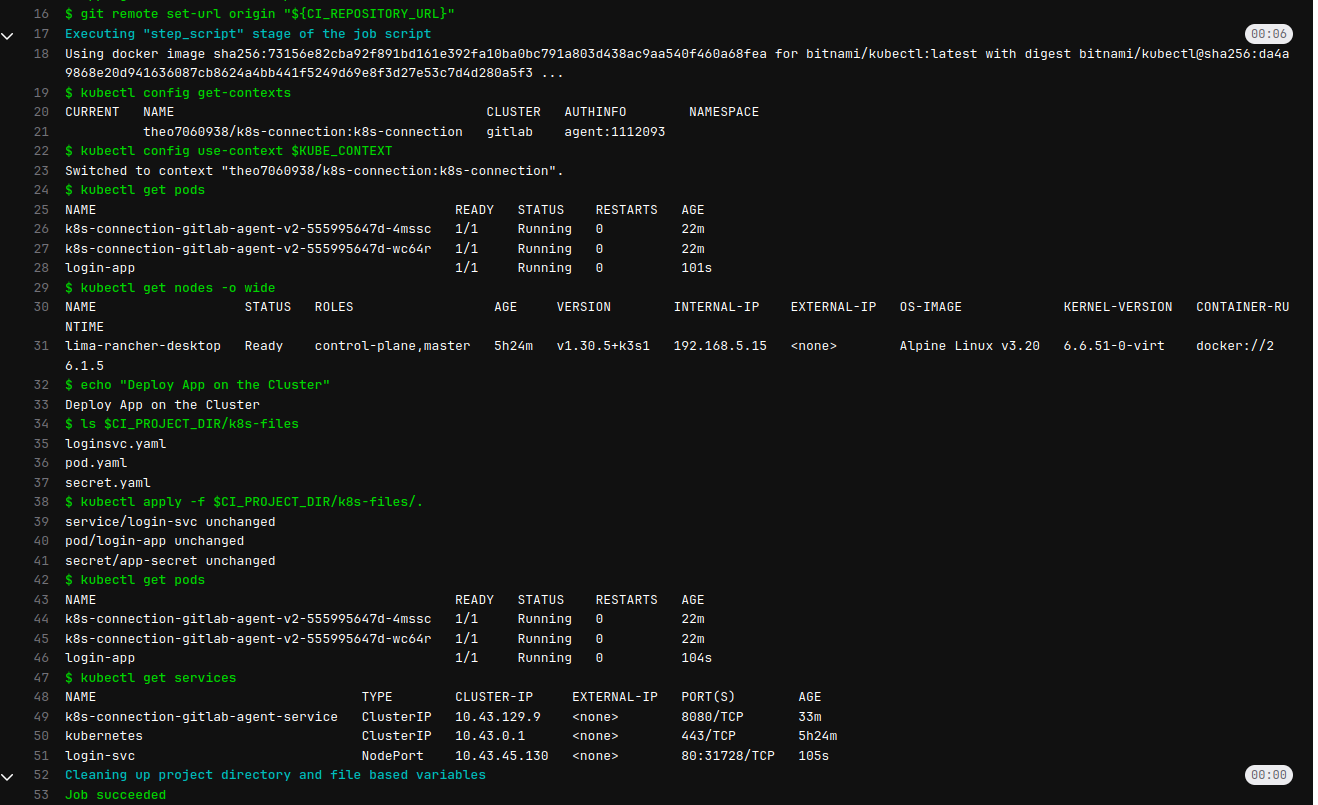 16 $ git remote set-url origin "${CI_REPOSITORY_URL}"
17 Executing "step_script" stage of the job script 00:06
18 Using docker image sha256:73156e82cba92f891bd161e392fa10ba0bc791a803d438ac9aa540f460a68fea for bitnami/kubectl:latest with digest bitnami/kubectl@sha256:da4a
9868e20d941636087cb8624a4bb441f5249d69e8f3d27e53c7d4d280a5f3 ...
19 $ kubectl config get-contexts
20 CURRENT NAME CLUSTER AUTHINFO NAMESPACE
21 theo7060938/k8s-connection:k8s-connection gitlab agent:1112093
22 $ kubectl config use-context $KUBE_CONTEXT
23 Switched to context "theo7060938/k8s-connection:k8s-connection".
24 $ kubectl get pods
25 NAME READY STATUS RESTARTS AGE
26 k8s-connection-gitlab-agent-v2-555995647d-4mssc 1/1 Running 0 22m
27 k8s-connection-gitlab-agent-v2-555995647d-wc64r 1/1 Running 0 22m
28 login-app 1/1 Running 0 101s
29 $ kubectl get nodes -o wide
30 NAME STATUS ROLES AGE VERSION INTERNAL-IP EXTERNAL-IP OS-IMAGE KERNEL-VERSION CONTAINER-RU
NTIME
31 lima-rancher-desktop Ready control-plane,master 5h24m v1.30.5+k3s1 192.168.5.15 <none> Alpine Linux v3.20 6.6.51-0-virt docker://2
6.1.5
32 $ echo "Deploy App on the Cluster"
33 Deploy App on the Cluster
34 $ ls $CI_PROJECT_DIR/k8s-files
35 loginsvc.yaml
36 pod.yaml
37 secret.yaml
38 $ kubectl apply -f $CI_PROJECT_DIR/k8s-files/.
39 service/login-svc unchanged
40 pod/login-app unchanged
41 secret/app-secret unchanged
42 $ kubectl get pods
43 NAME READY STATUS RESTARTS AGE
44 k8s-connection-gitlab-agent-v2-555995647d-4mssc 1/1 Running 0 22m
45 k8s-connection-gitlab-agent-v2-555995647d-wc64r 1/1 Running 0 22m
46 login-app 1/1 Running 0 104s
47 $ kubectl get services
48 NAME TYPE CLUSTER-IP EXTERNAL-IP PORT(S) AGE
49 k8s-connection-gitlab-agent-service ClusterIP 10.43.129.9 <none> 8080/TCP 33m
50 kubernetes ClusterIP 10.43.0.1 <none> 443/TCP 5h24m
51 login-svc NodePort 10.43.45.130 <none> 80:31728/TCP 105s
52 Cleaning up project directory and file based variables 00:00
53 Job succeeded